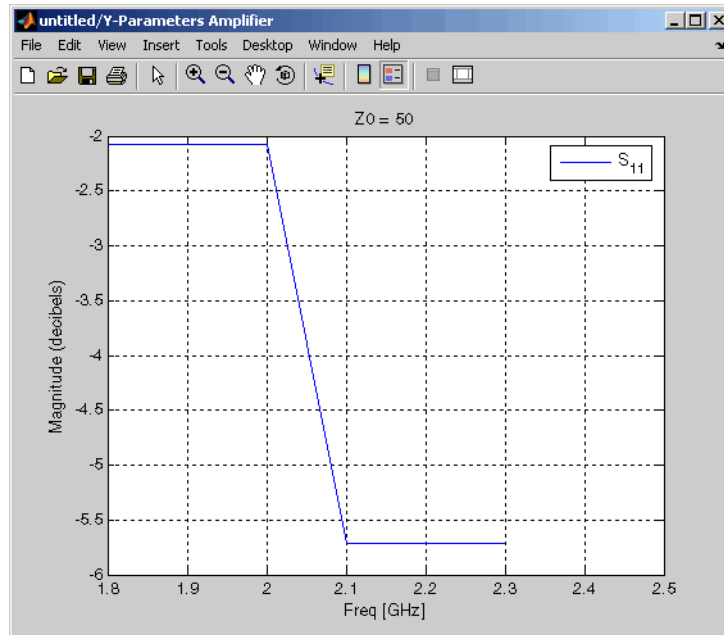 untitled/Y-Parameters Amplifier
File Edit View Insert Tools Desktop Window Help
Z0 = 50
S11
-2
-2.5
-3
-3.5
-4
-4.5
-5
-5.5
-6
Magnitude (decibels)
1.8 1.9 2 2.1 2.2 2.3 2.4 2.5
Freq [GHz]